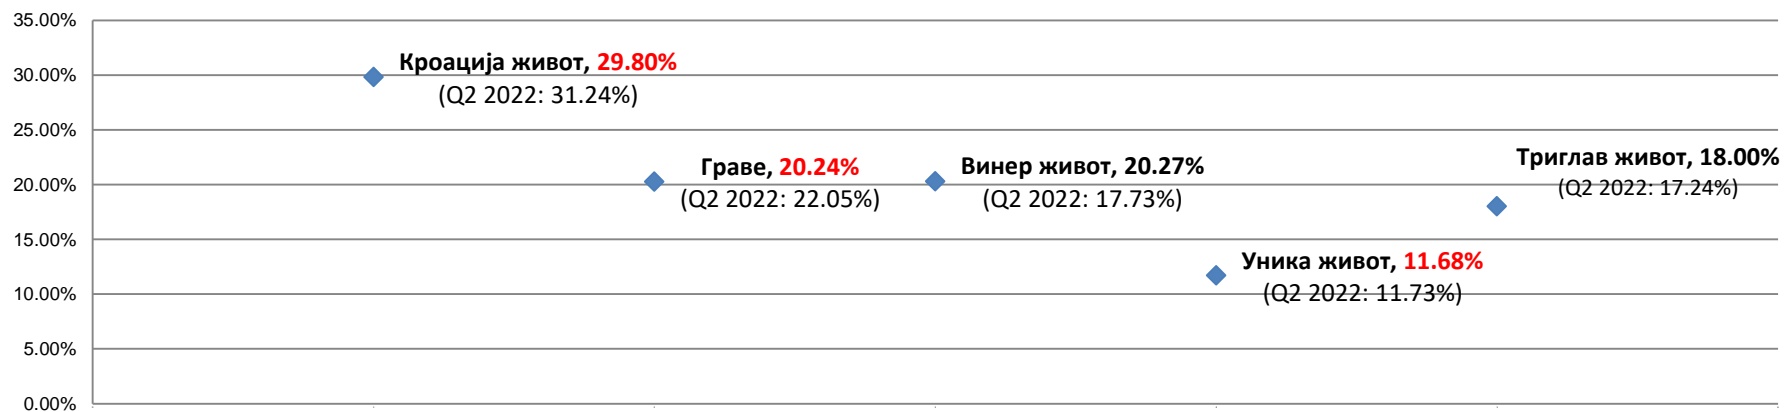 35.00%
30.00%
25.00%
20.00%
15.00%
10.00%
5.00%
0.00%
Кроација живот, 29.80%
(Q2 2022: 31.24%)
Граве, 20.24%
(Q2 2022: 22.05%)
Винер живот, 20.27%
(Q2 2022: 17.73%)
Уника живот, 11.68%
(Q2 2022: 11.73%)
Триглав живот, 18.00%
(Q2 2022: 17.24%)